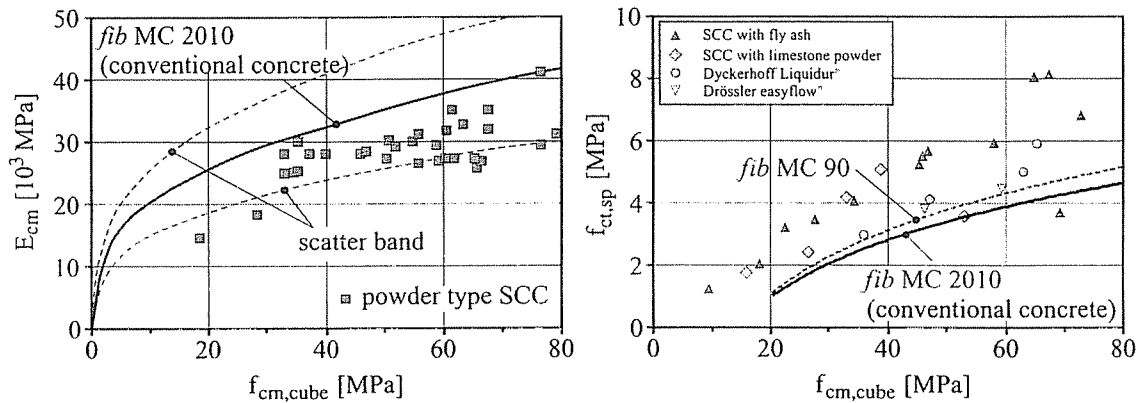 50
40
30
20
10
0
E_cm [10³ MPa]
fib MC 2010
(conventional concrete)
scatter band
powder type SCC
0 20 40 60 80
f_cm,cube [MPa]
10
8
6
4
2
0
f_ct,sp [MPa]
SCC with fly ash
SCC with limestone powder
Dyckerhoff Liquidur
Drössler easyflow
fib MC 90
fib MC 2010
(conventional concrete)
0 20 40 60 80
f_cm,cube [MPa]